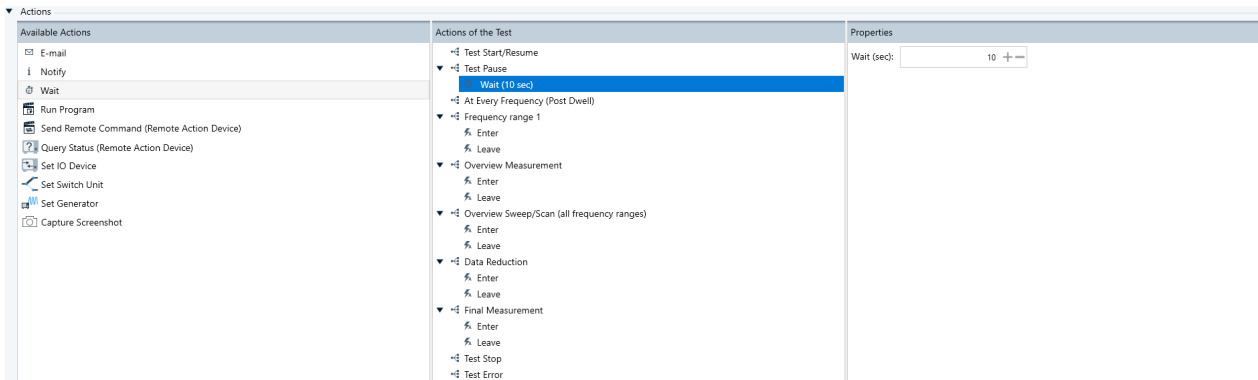 Actions
Available Actions
E-mail
Notify
Wait
Run Program
Send Remote Command (Remote Action Device)
Query Status (Remote Action Device)
Set IO Device
Set Switch Unit
Set Generator
Capture Screenshot
Actions of the Test
Test Start/Resume
Test Pause
Wait (10 sec)
At Every Frequency (Post Dwell)
Frequency range 1
Enter
Leave
Overview Measurement
Enter
Leave
Overview Sweep/Scan (all frequency ranges)
Enter
Leave
Data Reduction
Enter
Leave
Final Measurement
Enter
Leave
Test Stop
Test Error
Properties
Wait (sec): 10